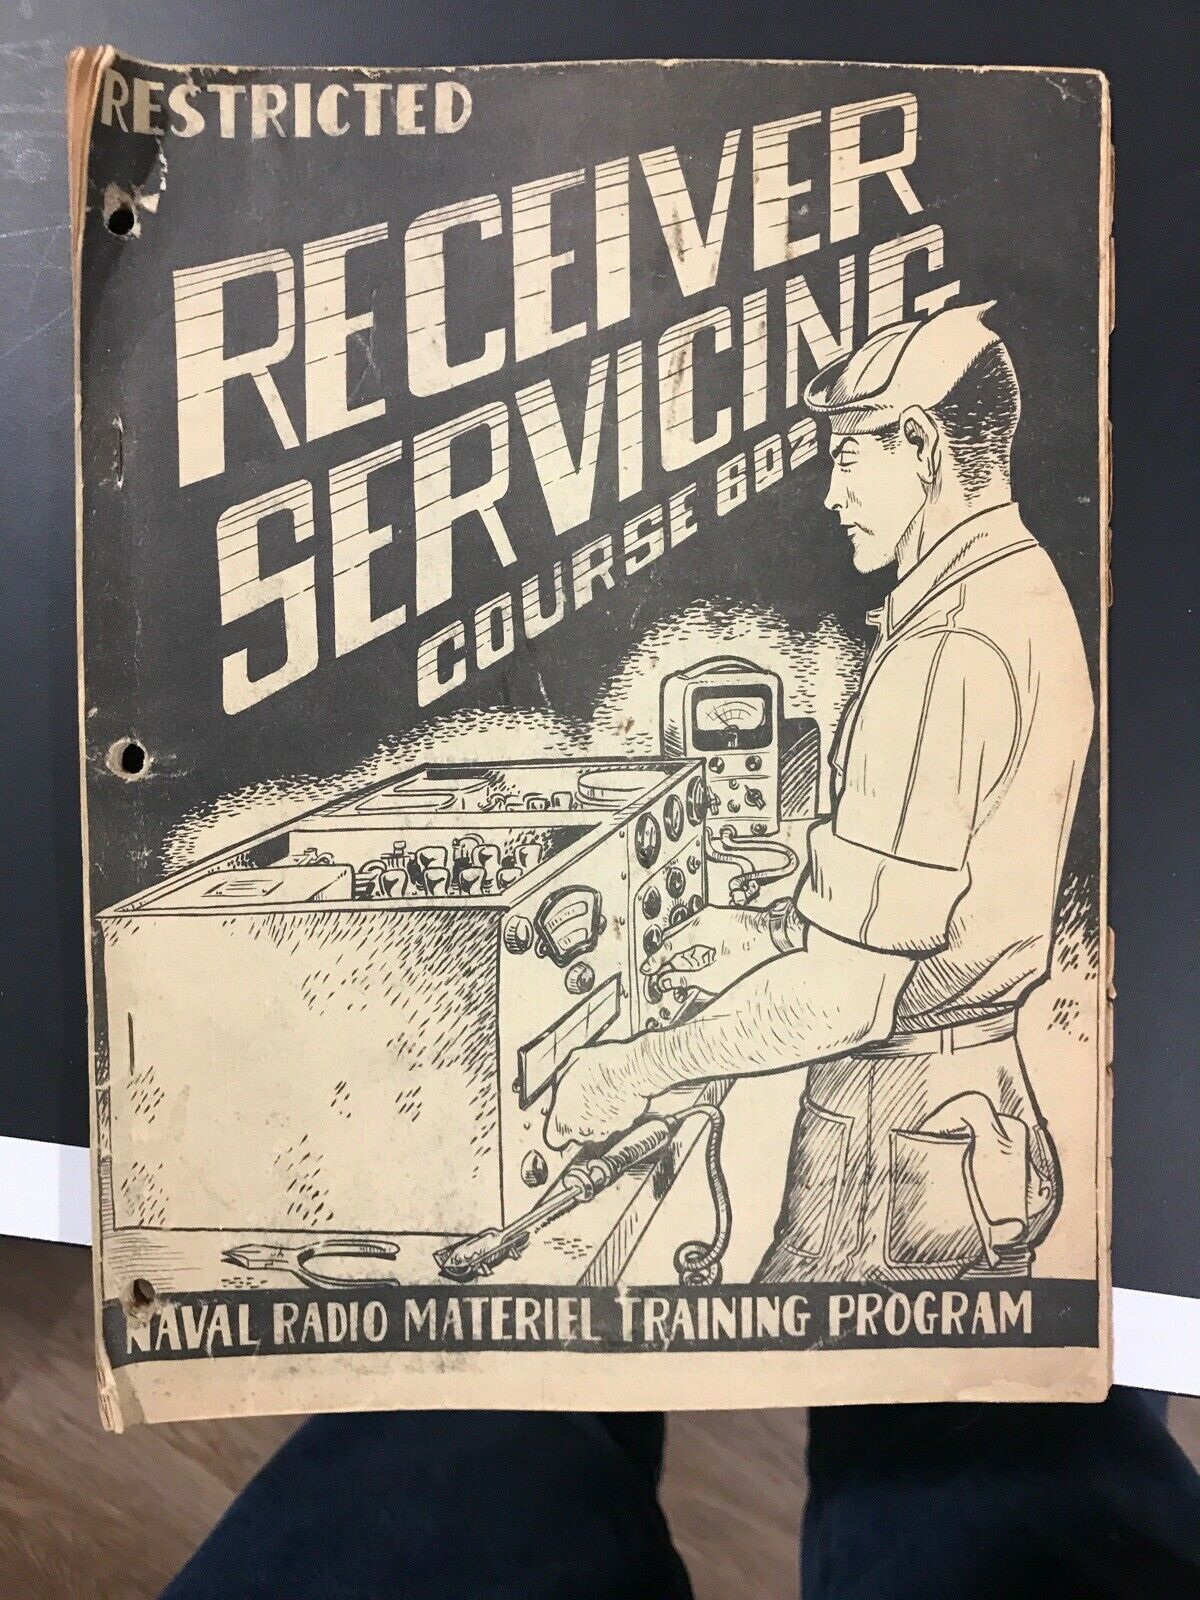 RESTRICTED
RECEIVER
SERVICING
COURSE 602
NAVAL RADIO MATERIEL TRAINING PROGRAM